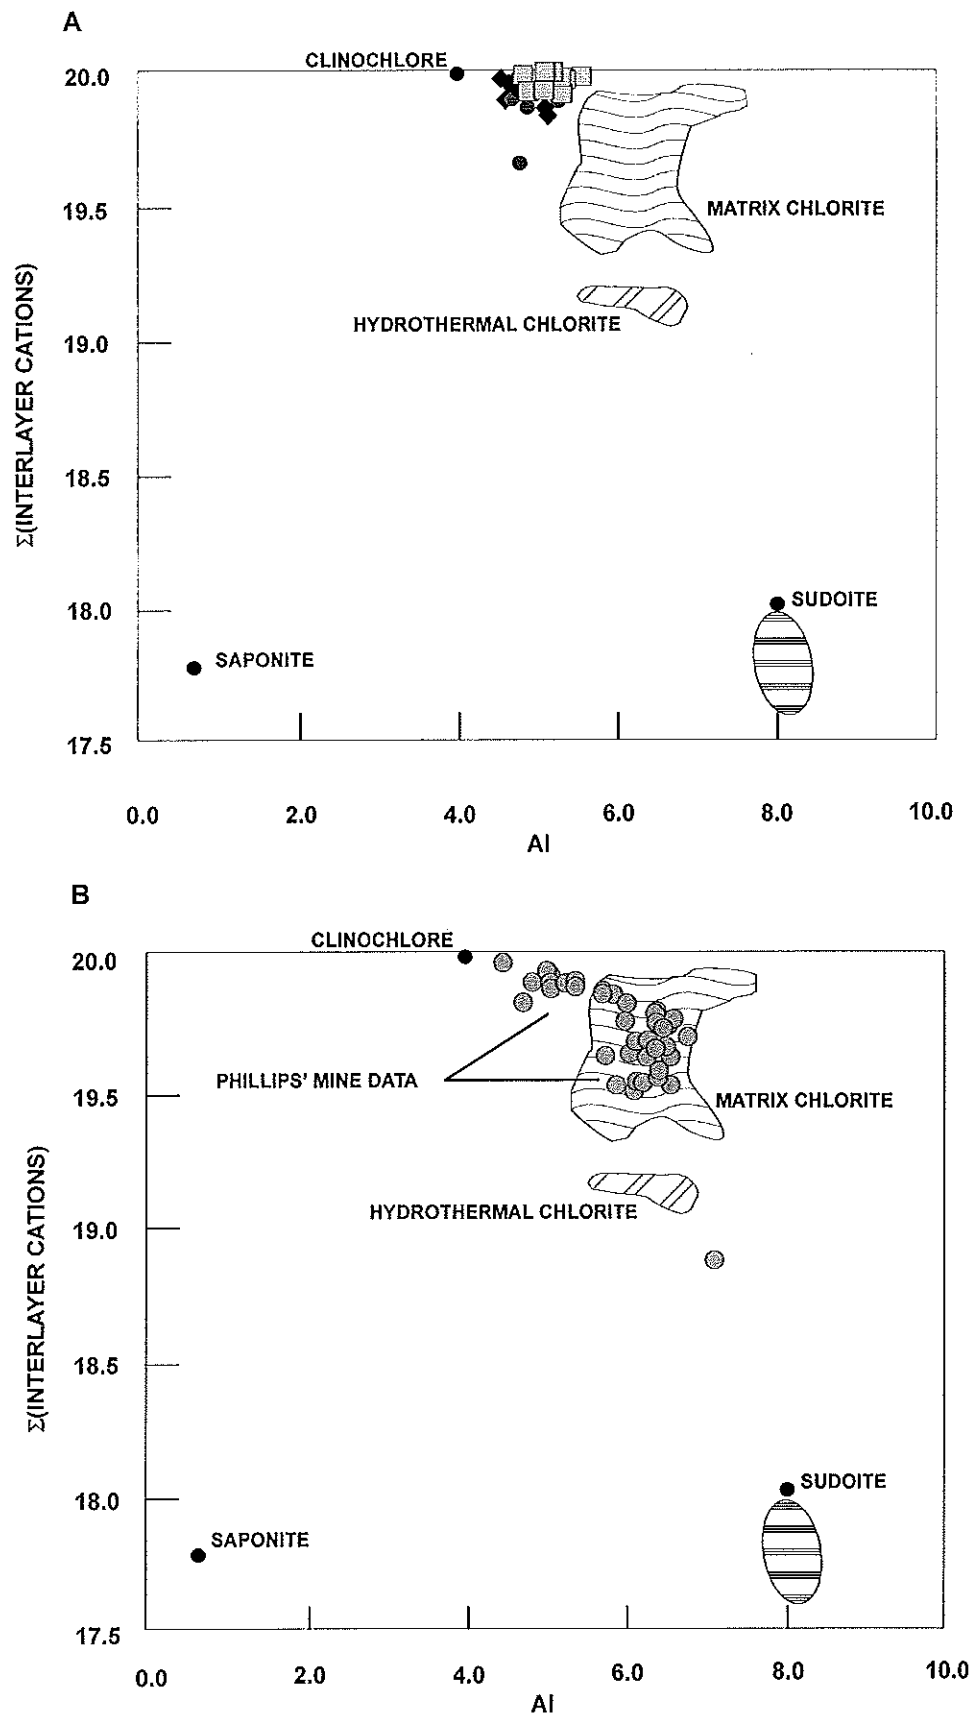 A
CLINOCHLORE
20.0
MATRIX CHLORITE
19.5
HYDROTHERMAL CHLORITE
19.0
Σ(INTERLAYER CATIONS)
18.5
18.0
SUDOITE
SAPONITE
17.5
0.0 2.0 4.0 6.0 8.0 10.0
Al
B
CLINOCHLORE
20.0
PHILLIPS' MINE DATA
19.5
MATRIX CHLORITE
HYDROTHERMAL CHLORITE
19.0
Σ(INTERLAYER CATIONS)
18.5
18.0
SUDOITE
SAPONITE
17.5
0.0 2.0 4.0 6.0 8.0 10.0
Al